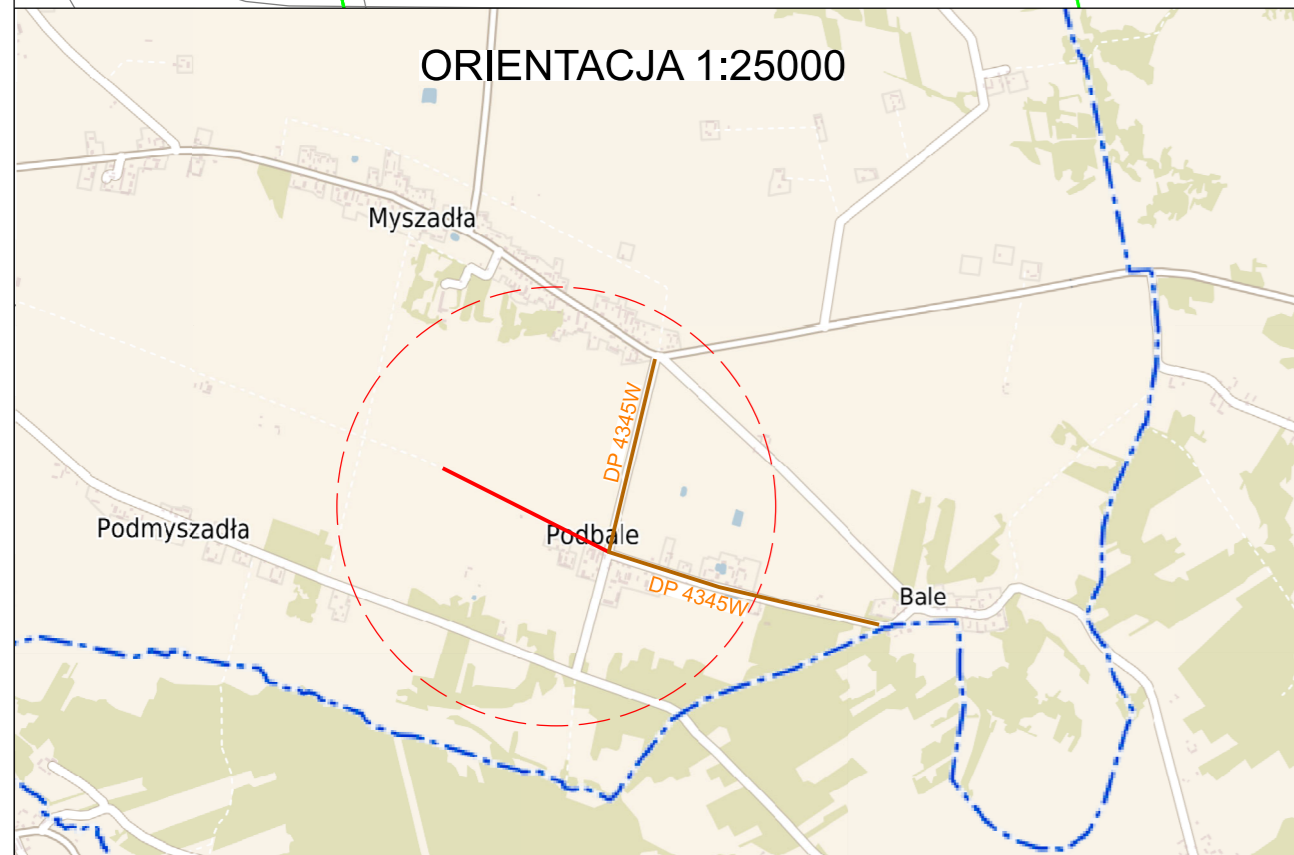 ORIENTACJA 1:25000
Myszadła
DP 4345W
Podmyszadła
Podbale
DP 4345W
Bale